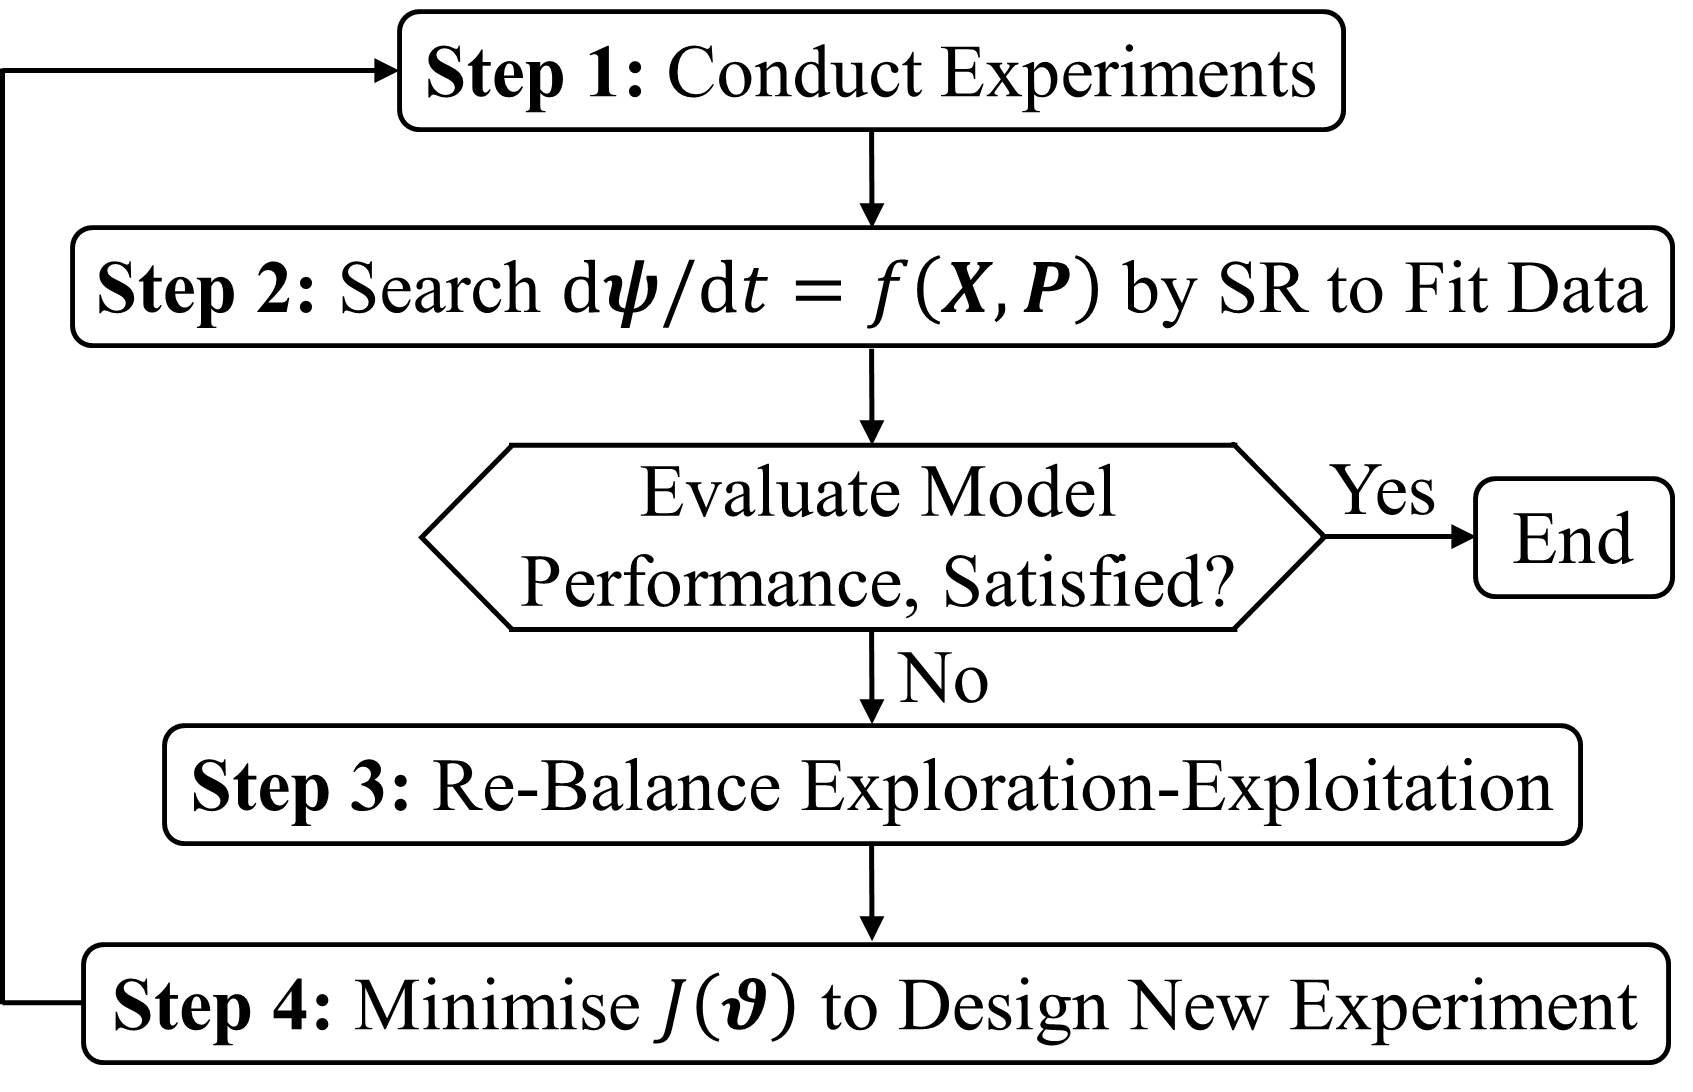 Step 1: Conduct Experiments
Step 2: Search d𝝍/dt = f(X, P) by SR to Fit Data
Evaluate Model
Performance, Satisfied?
Yes
End
No
Step 3: Re-Balance Exploration-Exploitation
Step 4: Minimise J(𝝑) to Design New Experiment